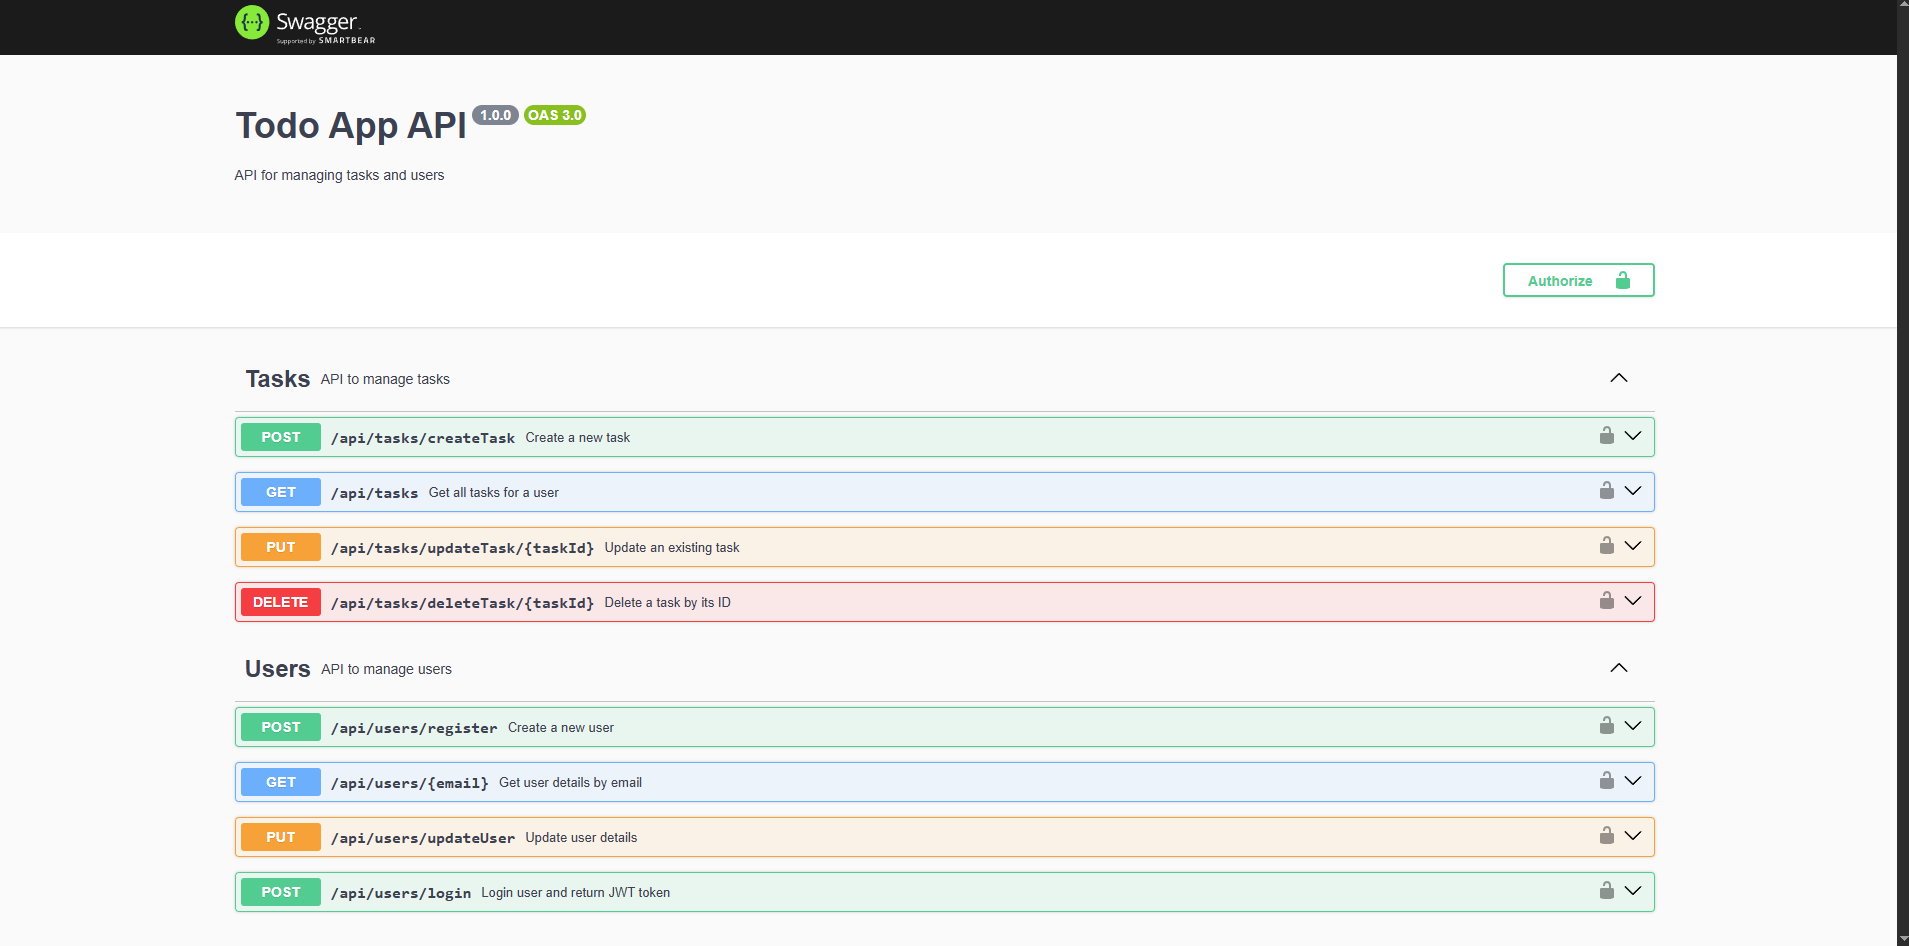 {···} Swagger
Supported by SMARTBEAR
Todo App API 1.0.0 OAS 3.0
API for managing tasks and users
Authorize
Tasks API to manage tasks
POST /api/tasks/createTask Create a new task
GET /api/tasks Get all tasks for a user
PUT /api/tasks/updateTask/{taskId} Update an existing task
DELETE /api/tasks/deleteTask/{taskId} Delete a task by its ID
Users API to manage users
POST /api/users/register Create a new user
GET /api/users/{email} Get user details by email
PUT /api/users/updateUser Update user details
POST /api/users/login Login user and return JWT token